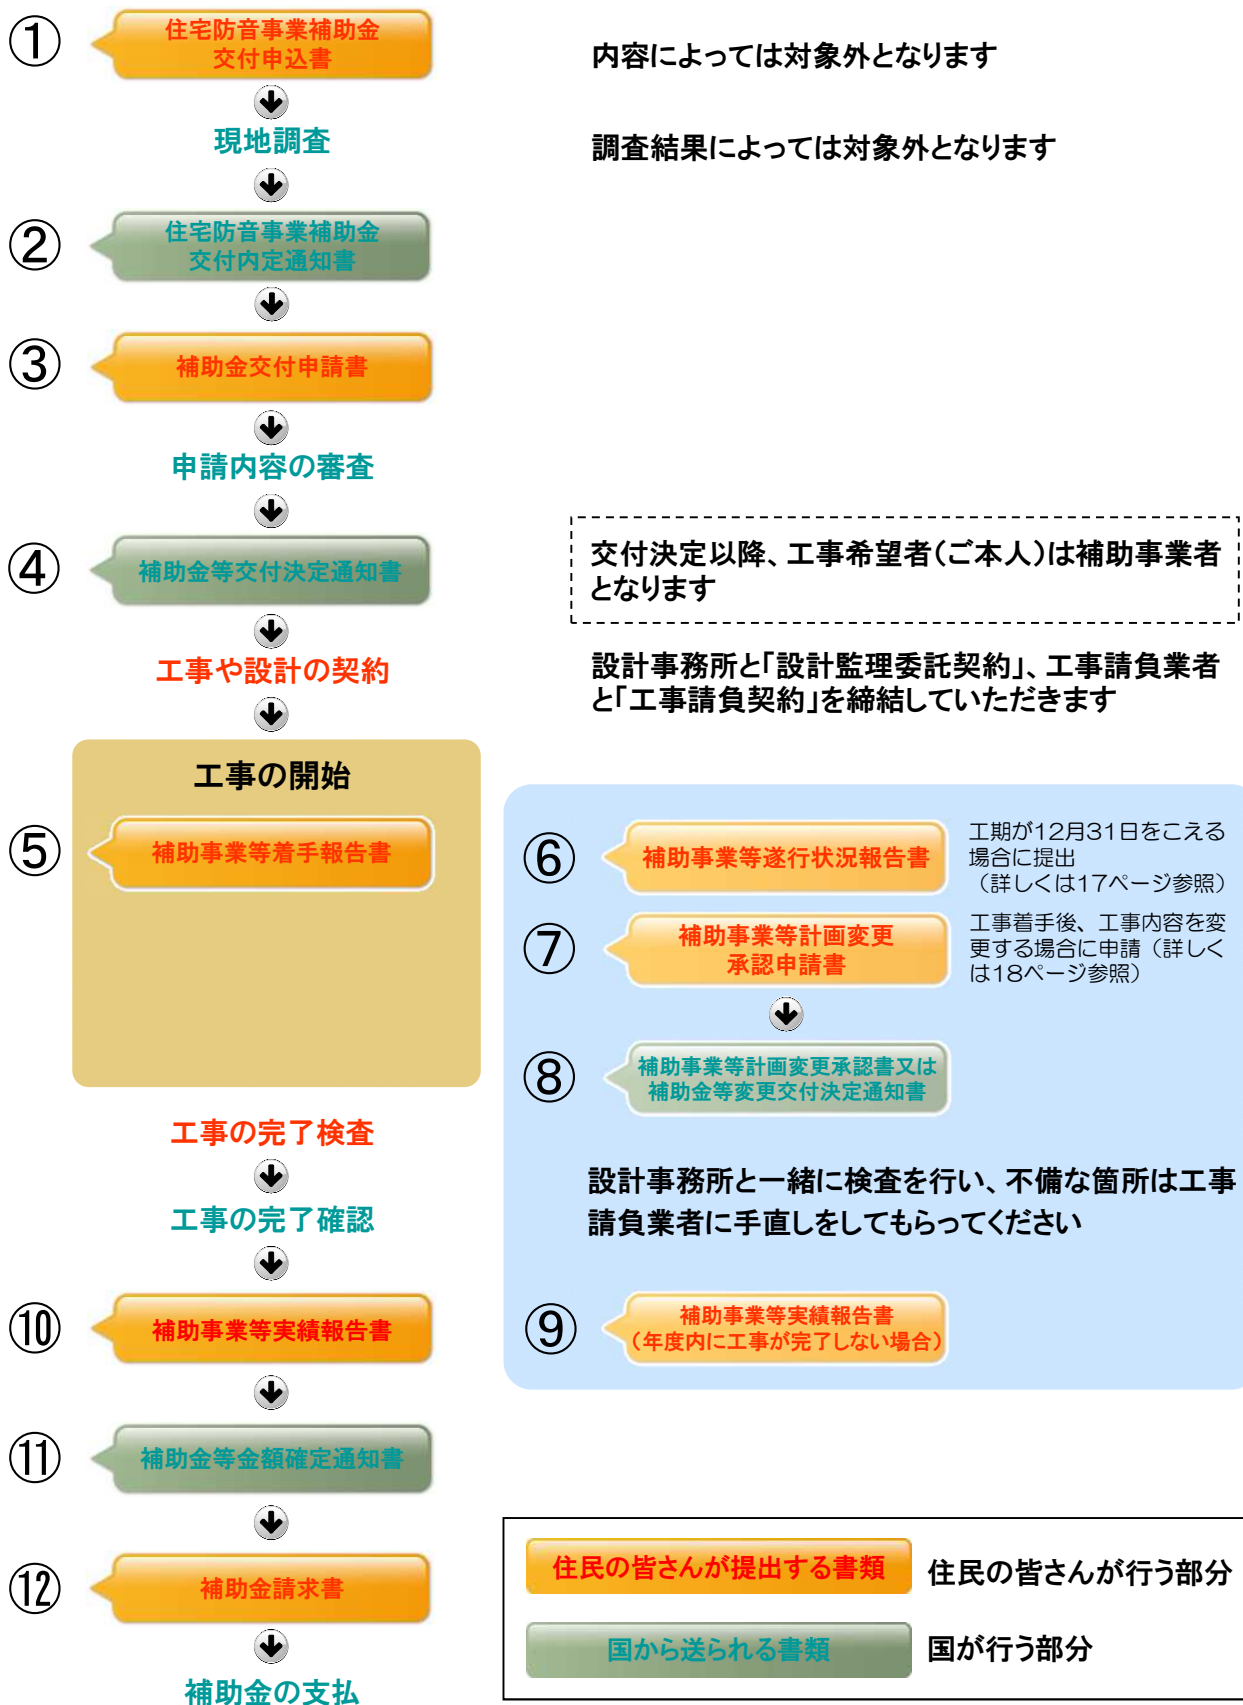 ①
住宅防音事業補助金
交付申込書
内容によっては対象外となります
現地調査
調査結果によっては対象外となります
②
住宅防音事業補助金
交付内定通知書
③
補助金交付申請書
申請内容の審査
④
補助金等交付決定通知書
交付決定以降、工事希望者(ご本人)は補助事業者
となります
工事や設計の契約
設計事務所と「設計監理委託契約」、工事請負業者
と「工事請負契約」を締結していただきます
工事の開始
⑤
補助事業等着手報告書
⑥
補助事業等遂行状況報告書
工期が12月31日をこえる
場合に提出
（詳しくは17ページ参照）
⑦
補助事業等計画変更
承認申請書
工事着手後、工事内容を変
更する場合に申請（詳しく
は18ページ参照）
⑧
補助事業等計画変更承認書又は
補助金等変更交付決定通知書
工事の完了検査
設計事務所と一緒に検査を行い、不備な箇所は工事
請負業者に手直しをしてもらってください
工事の完了確認
⑨
補助事業等実績報告書
(年度内に工事が完了しない場合)
⑩
補助事業等実績報告書
⑪
補助金等金額確定通知書
⑫
補助金請求書
補助金の支払
住民の皆さんが提出する書類
住民の皆さんが行う部分
国から送られる書類
国が行う部分